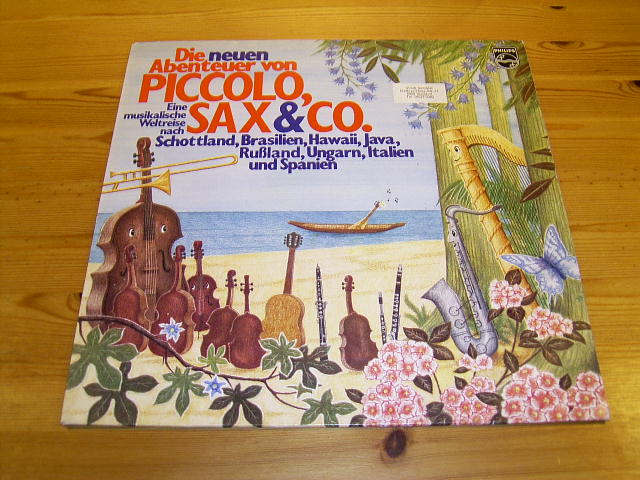 Die neuen
Abenteuer von
PICCOLO,
SAX & CO.
Eine
musikalische
Weltreise
nach
Schottland, Brasilien, Hawaii, Java,
Rußland, Ungarn, Italien
und Spanien
PHILIPS